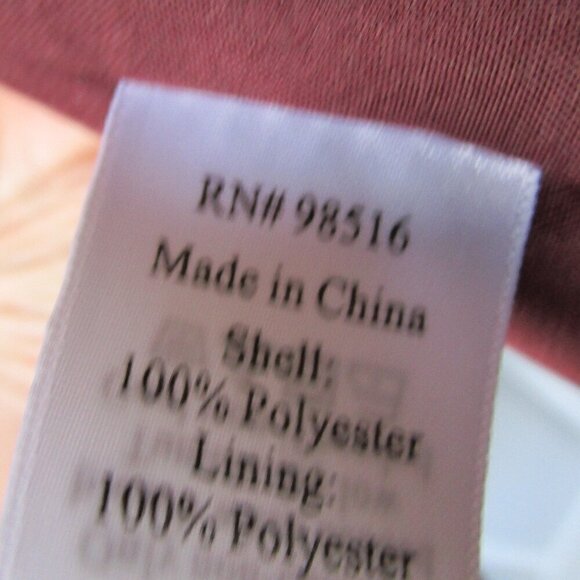 RN# 98516
Made in China
Shell:
100% Polyester
Lining:
100% Polyester